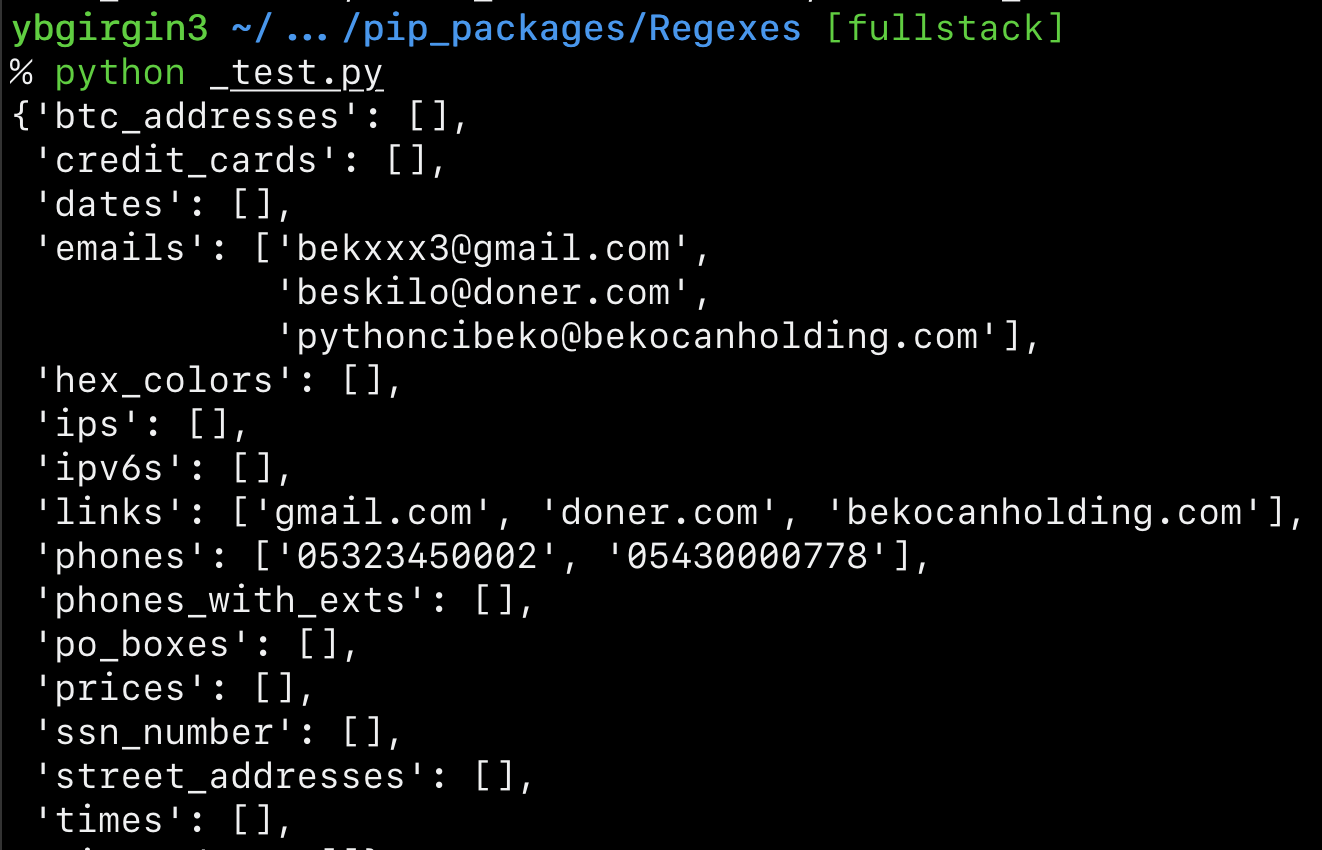 ybgirgin3 ~/ ... /pip_packages/Regexes [fullstack]
% python _test.py
{'btc_addresses': [],
 'credit_cards': [],
 'dates': [],
 'emails': ['bekxxx3@gmail.com',
            'beskilo@doner.com',
            'pythoncibeko@bekocanholding.com'],
 'hex_colors': [],
 'ips': [],
 'ipv6s': [],
 'links': ['gmail.com', 'doner.com', 'bekocanholding.com'],
 'phones': ['05323450002', '05430000778'],
 'phones_with_exts': [],
 'po_boxes': [],
 'prices': [],
 'ssn_number': [],
 'street_addresses': [],
 'times': [],